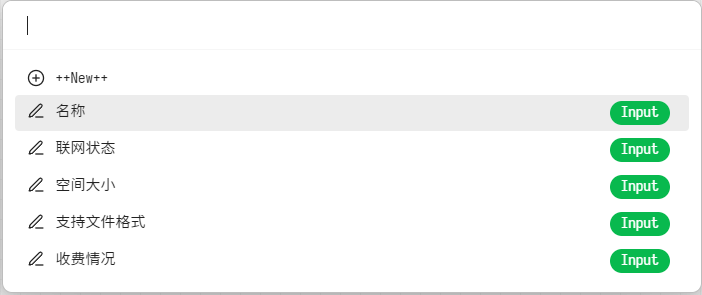 ++New++
名称 Input
联网状态 Input
空间大小 Input
支持文件格式 Input
收费情况 Input